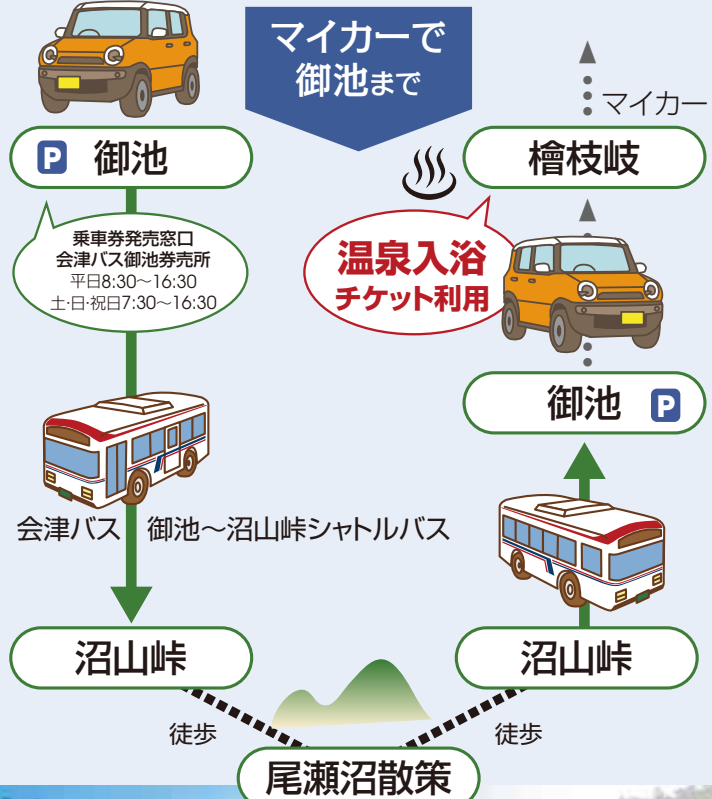 マイカーで
御池まで
P 御池
乗車券発売窓口
会津バス御池券売所
平日8:30〜16:30
土・日・祝日7:30〜16:30
会津バス 御池〜沼山峠シャトルバス
沼山峠
徒歩
尾瀬沼散策
徒歩
沼山峠
御池 P
温泉入浴
チケット利用
檜枝岐
マイカー